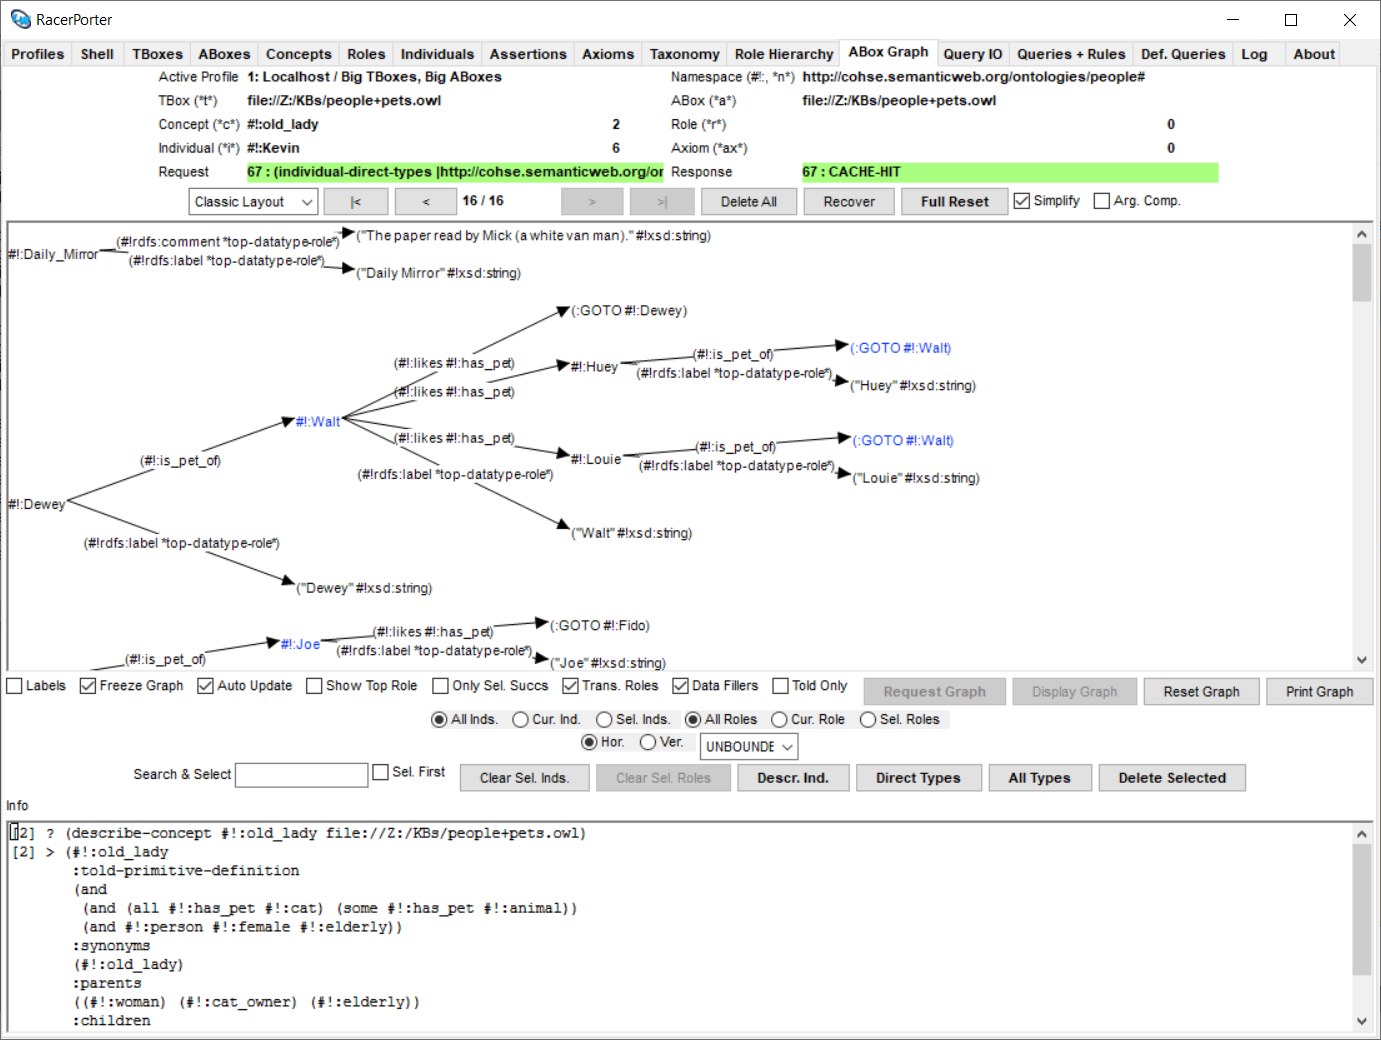 RacerPorter
Profiles Shell TBoxes ABoxes Concepts Roles Individuals Assertions Axioms Taxonomy Role Hierarchy ABox Graph Query IO Queries + Rules Def. Queries Log About
Active Profile 1: Localhost / Big TBoxes, Big ABoxes Namespace (#!:, *n*) http://cohse.semanticweb.org/ontologies/people#
TBox (*t*) file://Z:/KBs/people+pets.owl ABox (*a*) file://Z:/KBs/people+pets.owl
Concept (*c*) #!:old_lady 2 Role (*r*) 0
Individual (*i*) #!:Kevin 6 Axiom (*ax*) 0
Request 67 : (individual-direct-types |http://cohse.semanticweb.org/or Response 67 : CACHE-HIT
Classic Layout |< < 16 / 16 > >| Delete All Recover Full Reset Simplify Arg. Comp.
(#!:rdfs:comment *top-datatype-role*) ("The paper read by Mick (a white van man)." #!xsd:string)
#!:Daily_Mirror
(#!rdfs:label *top-datatype-role*) ("Daily Mirror" #!xsd:string)
(:GOTO #!:Dewey)
(#!:likes #!:has_pet) #!:Huey (#!:is_pet_of) (:GOTO #!:Walt)
(#!:likes #!:has_pet) (#!rdfs:label *top-datatype-role*) ("Huey" #!xsd:string)
#!:Walt
(#!:likes #!:has_pet) (#!:is_pet_of) (:GOTO #!:Walt)
(#!:is_pet_of) #!:Louie
(#!rdfs:label *top-datatype-role*) (#!rdfs:label *top-datatype-role*) ("Louie" #!xsd:string)
#!:Dewey
("Walt" #!xsd:string)
(#!rdfs:label *top-datatype-role*)
("Dewey" #!xsd:string)
#!:Joe (#!:likes #!:has_pet) (:GOTO #!:Fido)
(#!:is_pet_of) (#!rdfs:label *top-datatype-role*) ("Joe" #!xsd:string)
Labels Freeze Graph Auto Update Show Top Role Only Sel. Succs Trans. Roles Data Fillers Told Only Request Graph Display Graph Reset Graph Print Graph
All Inds. Cur. Ind. Sel. Inds. All Roles Cur. Role Sel. Roles
Hor. Ver. UNBOUNDE
Search & Select Sel. First Clear Sel. Inds. Clear Sel. Roles Descr. Ind. Direct Types All Types Delete Selected
Info
[2] ? (describe-concept #!:old_lady file://Z:/KBs/people+pets.owl)
[2] > (#!:old_lady
:told-primitive-definition
(and
(and (all #!:has_pet #!:cat) (some #!:has_pet #!:animal))
(and #!:person #!:female #!:elderly))
:synonyms
(#!:old_lady)
:parents
((#!:woman) (#!:cat_owner) (#!:elderly))
:children